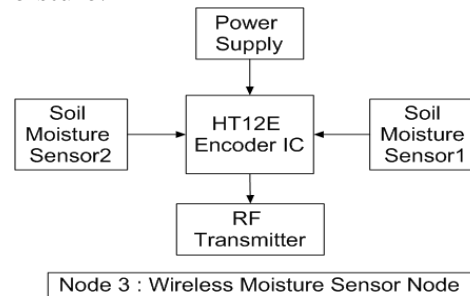 Power
Supply
Soil
Moisture
Sensor2
HT12E
Encoder IC
Soil
Moisture
Sensor1
RF
Transmitter
Node 3 : Wireless Moisture Sensor Node